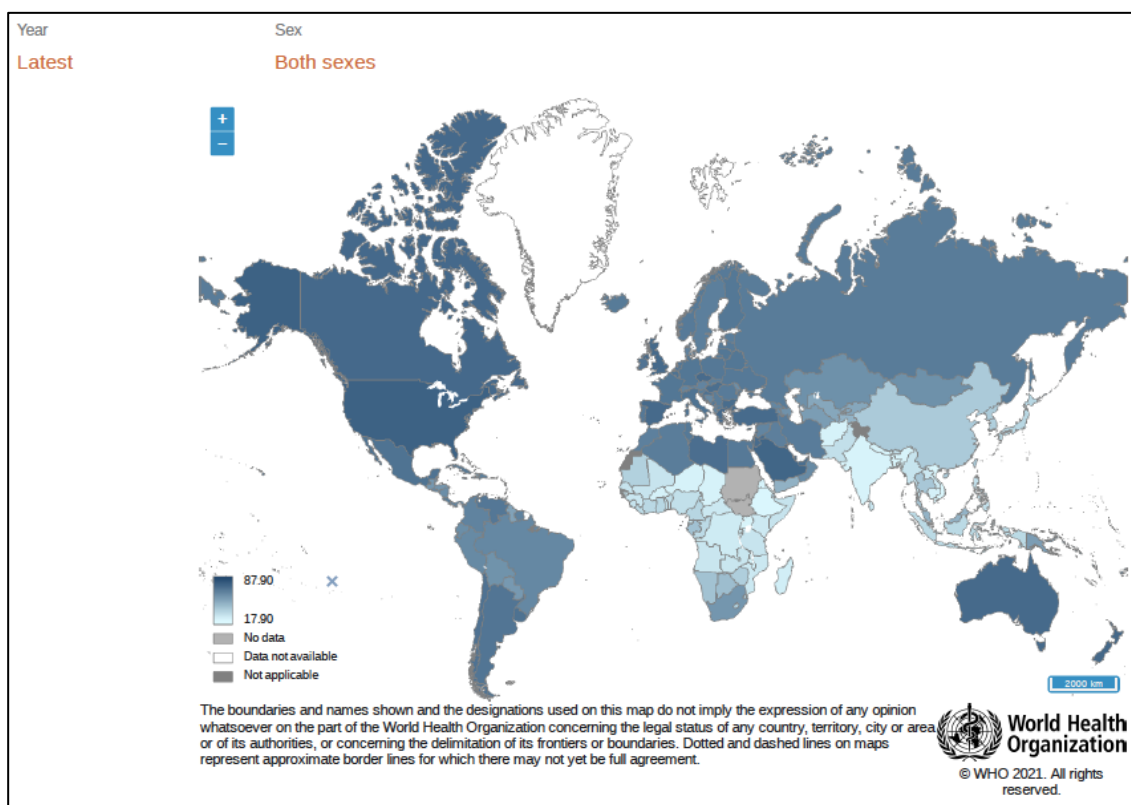 Year
Sex
Latest
Both sexes
+
−
87.90
17.90
No data
Data not available
Not applicable
2000 km
The boundaries and names shown and the designations used on this map do not imply the expression of any opinion
whatsoever on the part of the World Health Organization concerning the legal status of any country, territory, city or area
or of its authorities, or concerning the delimitation of its frontiers or boundaries. Dotted and dashed lines on maps
represent approximate border lines for which there may not yet be full agreement.
World Health
Organization
© WHO 2021. All rights
reserved.